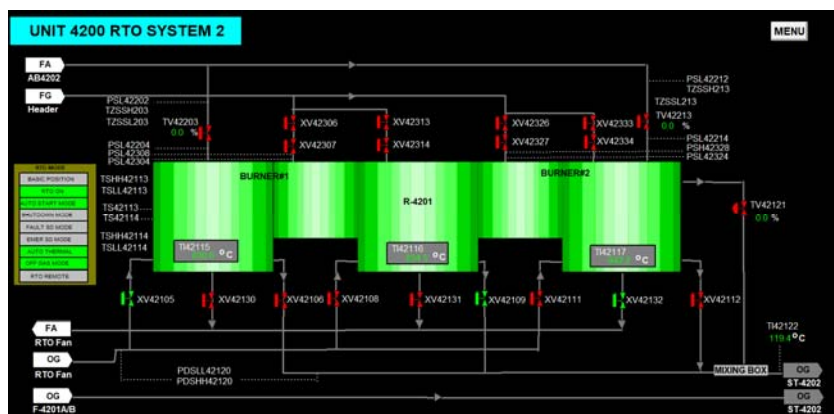 UNIT 4200 RTO SYSTEM 2
MENU
FA
AB4202
FG
Header
PSL42202
TZSSH203
TZSSL203
TV42203
0.0 %
PSL42204
PSL42308
PSL42304
XV42306
XV42307
XV42313
XV42314
XV42326
XV42327
XV42333
XV42334
PSL42212
TZSSH213
TZSSL213
TV42213
0.0 %
PSL42214
PSH42328
PSL42324
RTO MODE
BASIC POSITION
RTO ON
AUTO START MODE
SHUTDOWN MODE
FAULT SD MODE
EMER SD MODE
AUTO THERMAL
OFF GAS MODE
RTO REMOTE
TSHH42113
TSLL42113
TS42113
TS42114
TSHH42114
TSLL42114
BURNER#1
R-4201
BURNER#2
TI42115
°C
TI42116
°C
TI42117
°C
TV42121
0.0 %
XV42105
XV42130
XV42106
XV42108
XV42131
XV42109
XV42111
XV42132
XV42112
FA
RTO Fan
OG
RTO Fan
PDSLL42120
PDSHH42120
TI42122
119.4 °C
MIXING BOX
OG
ST-4202
OG
F-4201A/B
OG
ST-4202